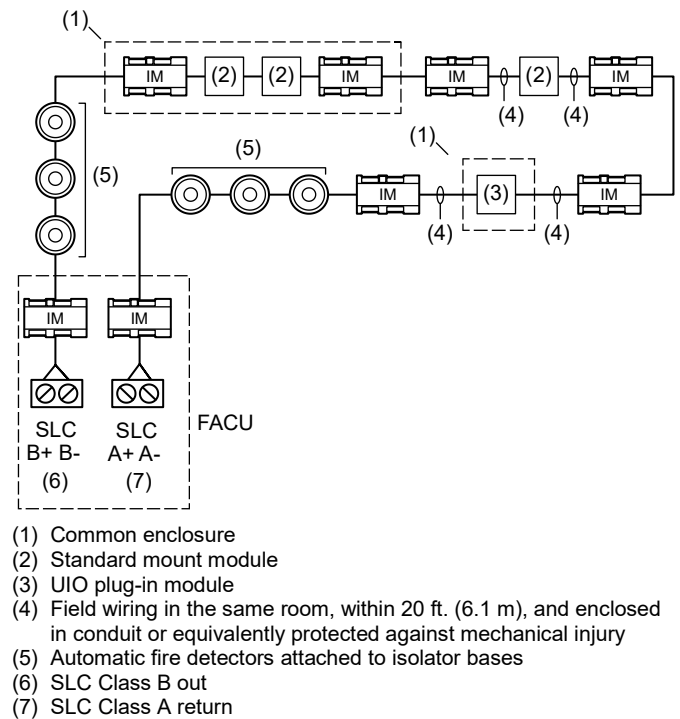 (1)
IM
(2)
(2)
IM
IM
(2)
IM
(4)
(4)
(5)
(5)
(1)
IM
(3)
IM
(4)
(4)
IM
IM
SLC
B+ B-
(6)
SLC
A+ A-
(7)
FACU
(1) Common enclosure
(2) Standard mount module
(3) UIO plug-in module
(4) Field wiring in the same room, within 20 ft. (6.1 m), and enclosed
in conduit or equivalently protected against mechanical injury
(5) Automatic fire detectors attached to isolator bases
(6) SLC Class B out
(7) SLC Class A return